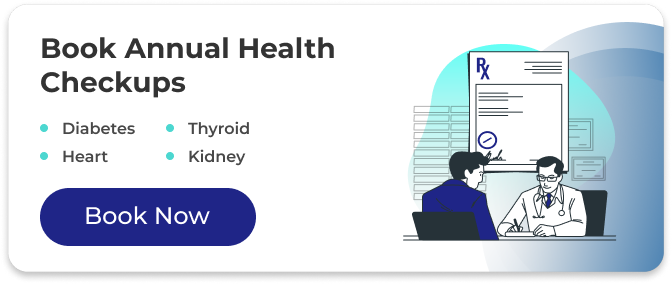 Book Annual Health
Checkups
Diabetes
Thyroid
Heart
Kidney
Book Now
Rx